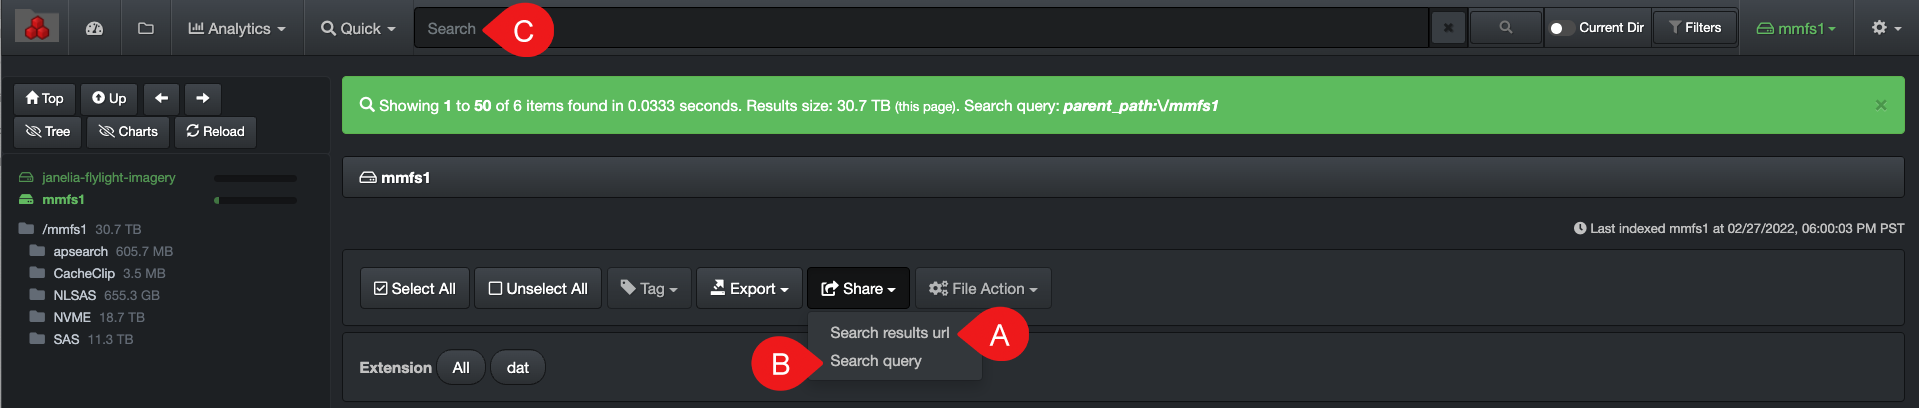 Analytics Quick Search C Current Dir Filters mmfs1
Top Up
Tree Charts Reload
Showing 1 to 50 of 6 items found in 0.0333 seconds. Results size: 30.7 TB (this page). Search query: parent_path:\/mmfs1 ×
janelia-flylight-imagery
mmfs1
mmfs1
/mmfs1 30.7 TB
Last indexed mmfs1 at 02/27/2022, 06:00:03 PM PST
apsearch 605.7 MB
CacheClip 3.5 MB
NLSAS 655.3 GB
NVME 18.7 TB
SAS 11.3 TB
Select All Unselect All Tag Export Share File Action
Search results url A
B Search query
Extension All dat